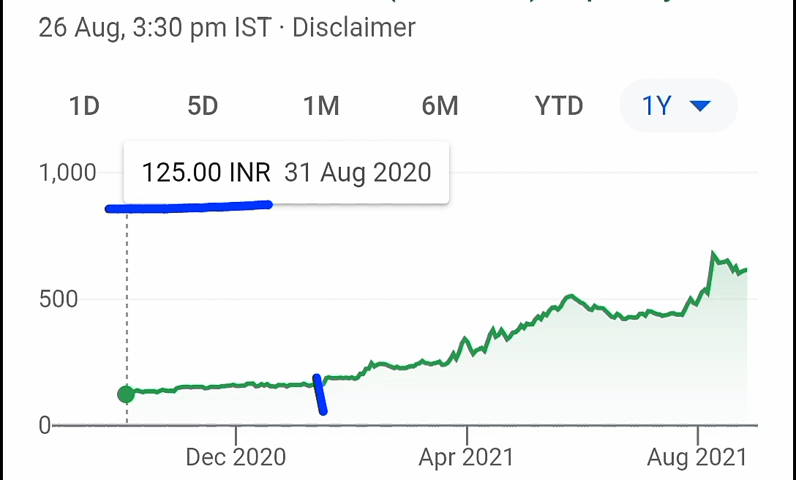 26 Aug, 3:30 pm IST · Disclaimer
1D 5D 1M 6M YTD 1Y
1,000
125.00 INR 31 Aug 2020
500
0
Dec 2020 Apr 2021 Aug 2021